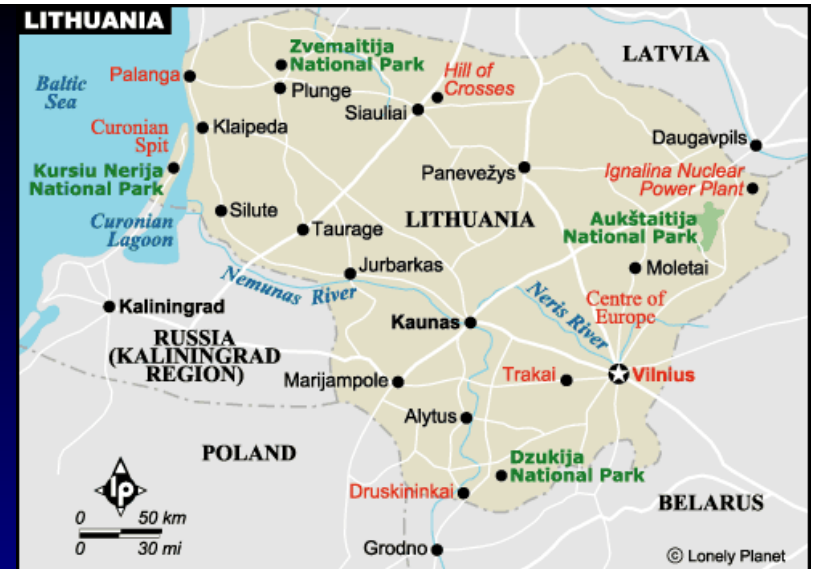 LITHUANIA
Zvemaitija
National Park
LATVIA
Palanga
Hill of
Crosses
Baltic
Sea
Plunge
Siauliai
Curonian
Spit
Klaipeda
Daugavpils
Kursiu Nerija
National Park
Panevežys
Ignalina Nuclear
Power Plant
Silute
LITHUANIA
Aukštaitija
National Park
Curonian
Lagoon
Taurage
Jurbarkas
Moletai
Nemunas River
Neris River
Centre of
Europe
Kaliningrad
Kaunas
RUSSIA
(KALININGRAD
REGION)
Marijampole
Trakai
Vilnius
Alytus
POLAND
Dzukija
National Park
lp
Druskininkai
BELARUS
0 50 km
0 30 mi
Grodno
© Lonely Planet